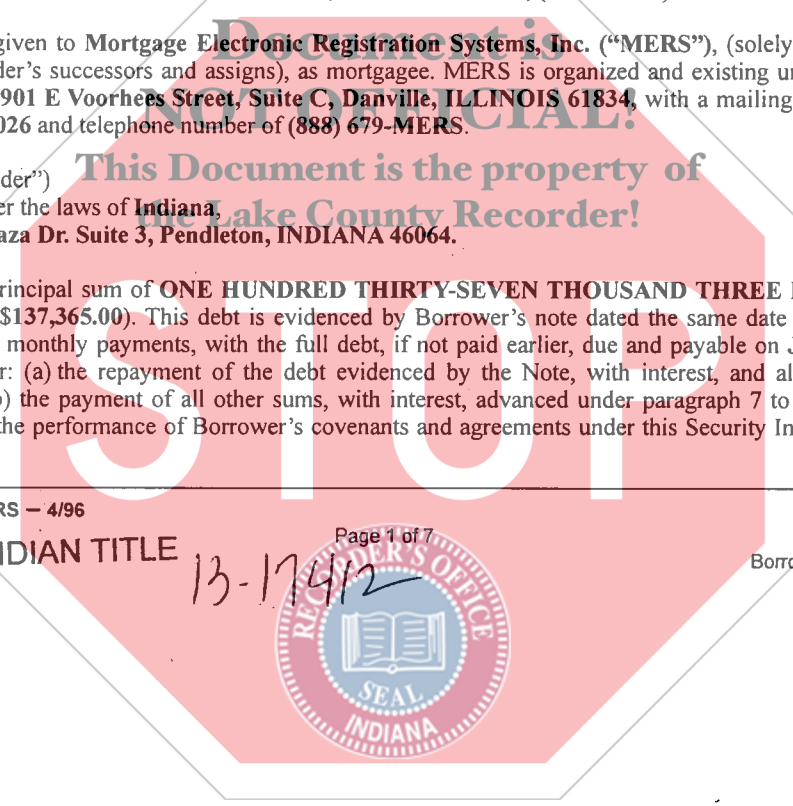 given to Mortgage Electronic Registration Systems, Inc. ("MERS"), (solely
Document is
der's successors and assigns), as mortgagee. MERS is organized and existing
901 E Voorhees Street, Suite C, Danville, ILLINOIS 61834, with a mailing
NOT OFFICIAL!
026 and telephone number of (888) 679-MERS.
This Document is the property of
der")
er the laws of Indiana,
the Lake County Recorder!
aza Dr. Suite 3, Pendleton, INDIANA 46064.
rincipal sum of ONE HUNDRED THIRTY-SEVEN THOUSAND THREE
$137,365.00). This debt is evidenced by Borrower's note dated the same date
monthly payments, with the full debt, if not paid earlier, due and payable on J
r: (a) the repayment of the debt evidenced by the Note, with interest, and al
) the payment of all other sums, with interest, advanced under paragraph 7 to
the performance of Borrower's covenants and agreements under this Security In
STOP
RS – 4/96
Page 1 of 7
NDIAN TITLE
13-17412
Borro
RECORDER'S OFFICE
SEAL
INDIANA